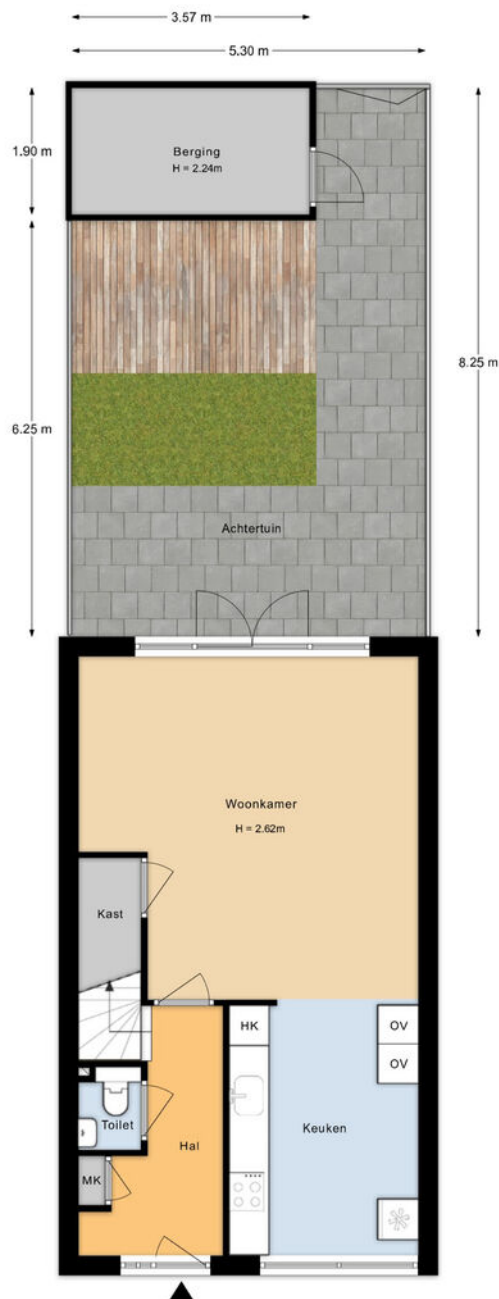 3.57 m
5.30 m
1.90 m
Berging
H = 2.24m
8.25 m
6.25 m
Achtertuin
Woonkamer
H = 2.62m
Kast
HK
OV
OV
Toilet
Keuken
Hal
MK